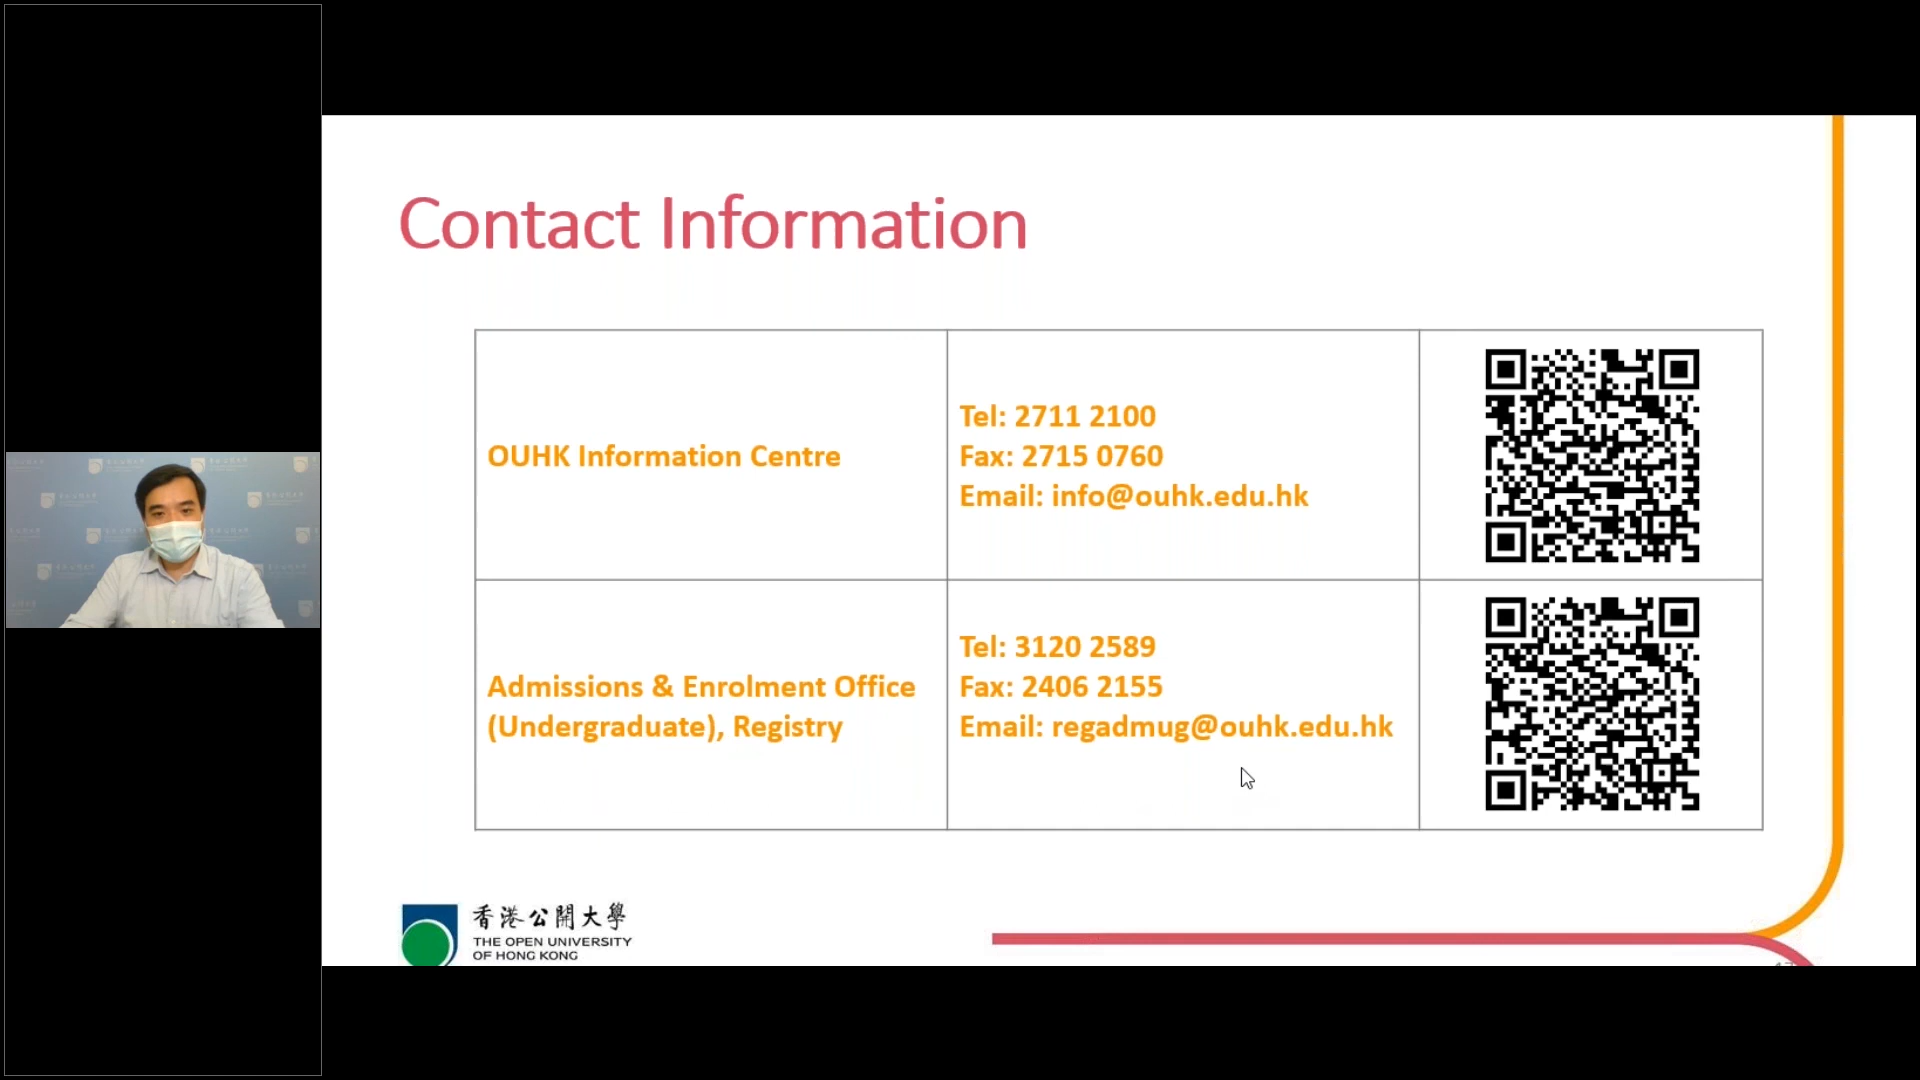 Contact Information
OUHK Information Centre
Tel: 2711 2100
Fax: 2715 0760
Email: info@ouhk.edu.hk
Admissions & Enrolment Office
(Undergraduate), Registry
Tel: 3120 2589
Fax: 2406 2155
Email: regadmug@ouhk.edu.hk
香港公開大學
THE OPEN UNIVERSITY
OF HONG KONG